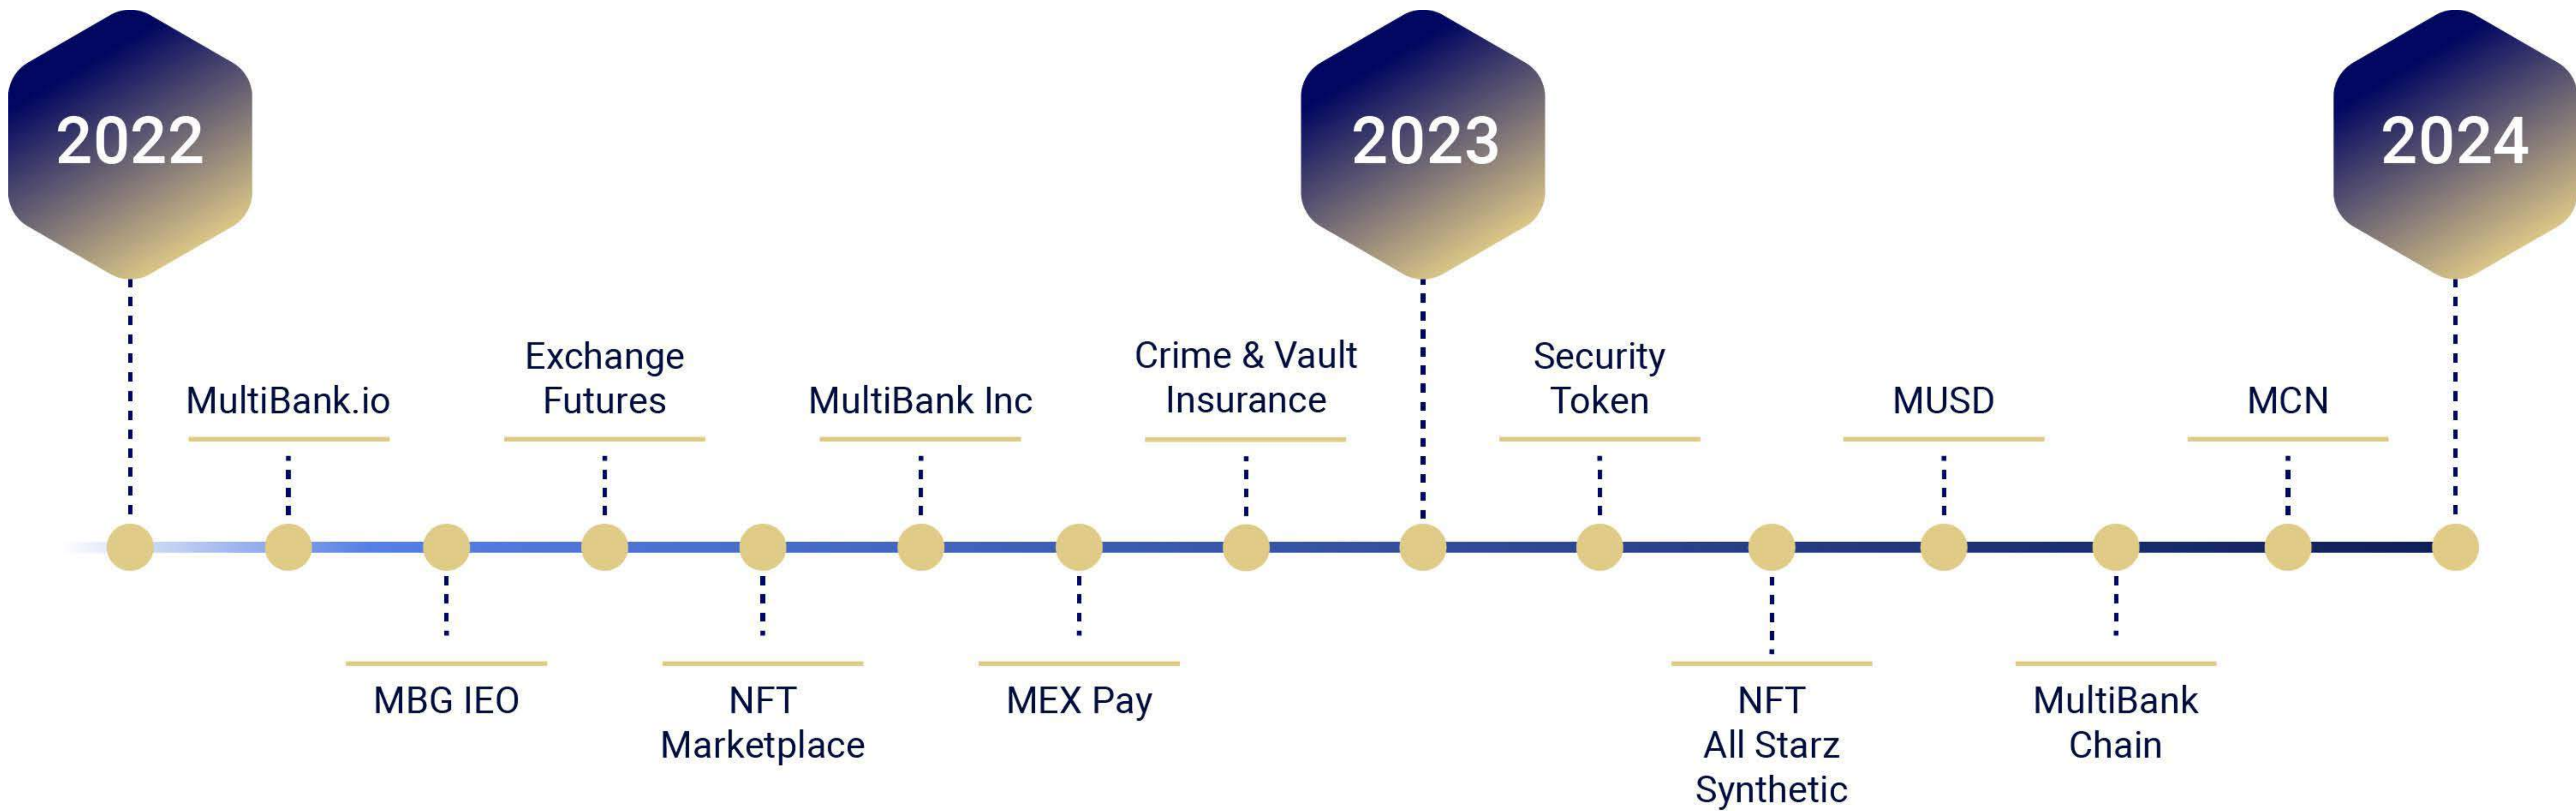 2022
2023
2024
MultiBank.io
Exchange
Futures
MultiBank Inc
Crime & Vault
Insurance
Security
Token
MUSD
MCN
MBG IEO
NFT
Marketplace
MEX Pay
NFT
All Starz
Synthetic
MultiBank
Chain